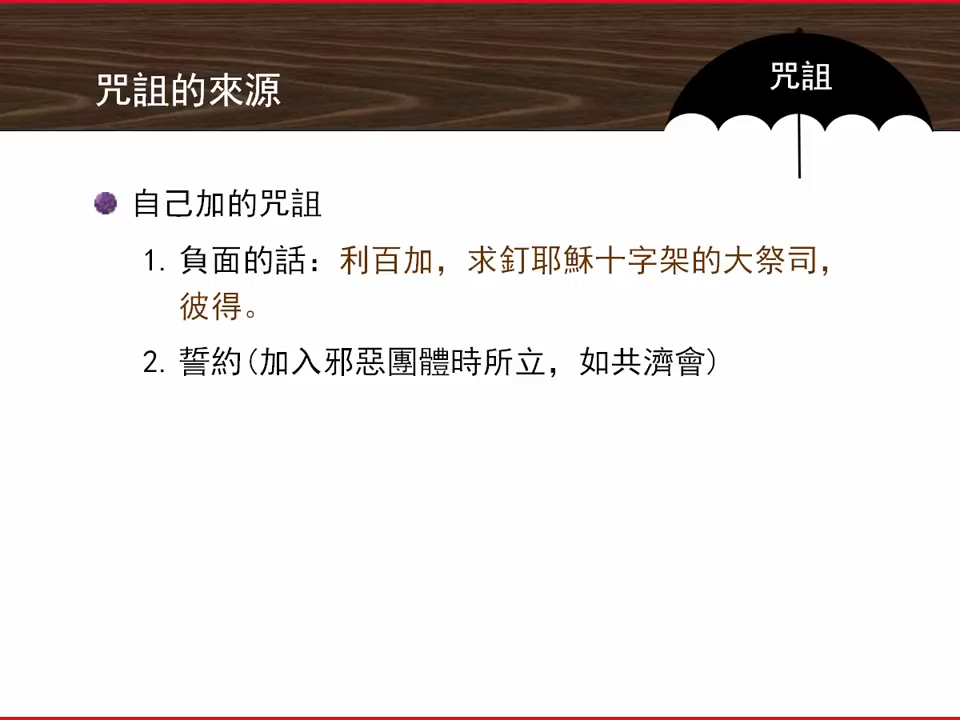 咒詛的來源
咒詛
自己加的咒詛
1. 負面的話：利百加，求釘耶穌十字架的大祭司，
彼得。
2. 誓約(加入邪惡團體時所立，如共濟會)